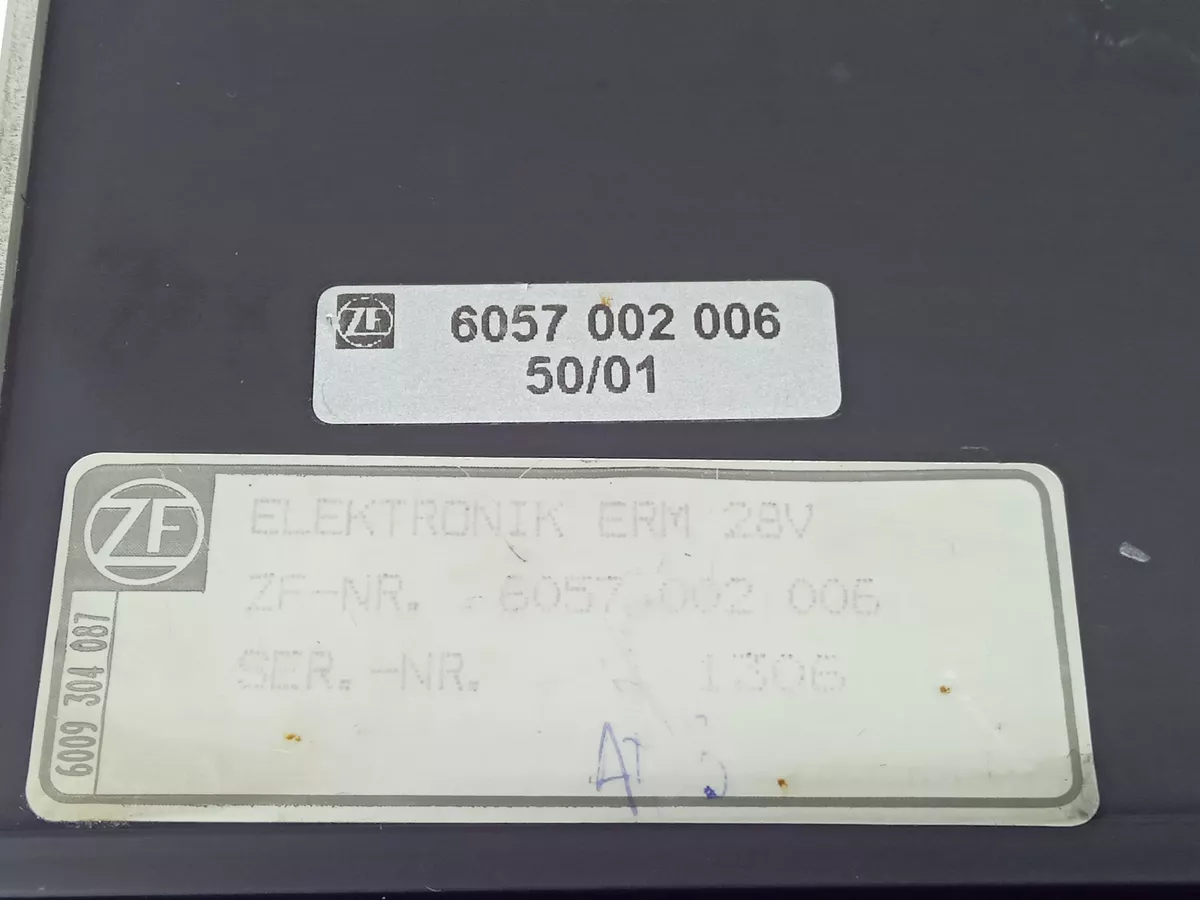 ZF 6057 002 006
50/01
ZF ELEKTRONIK ERM 28V
ZF-NR. 6057 002 006
SER.-NR. 1306
6009 304 087